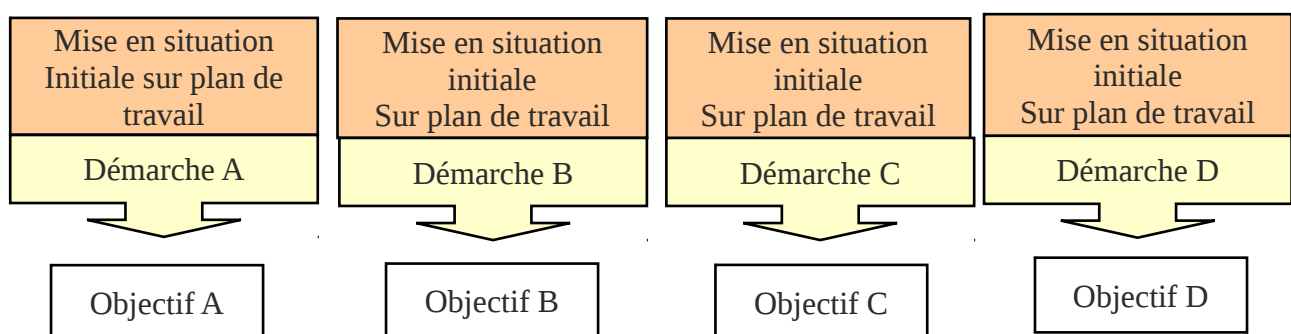 Mise en situation
Initiale sur plan de
travail
Démarche A
Objectif A
Mise en situation
initiale
Sur plan de travail
Démarche B
Objectif B
Mise en situation
initiale
Sur plan de travail
Démarche C
Objectif C
Mise en situation
initiale
Sur plan de travail
Démarche D
Objectif D